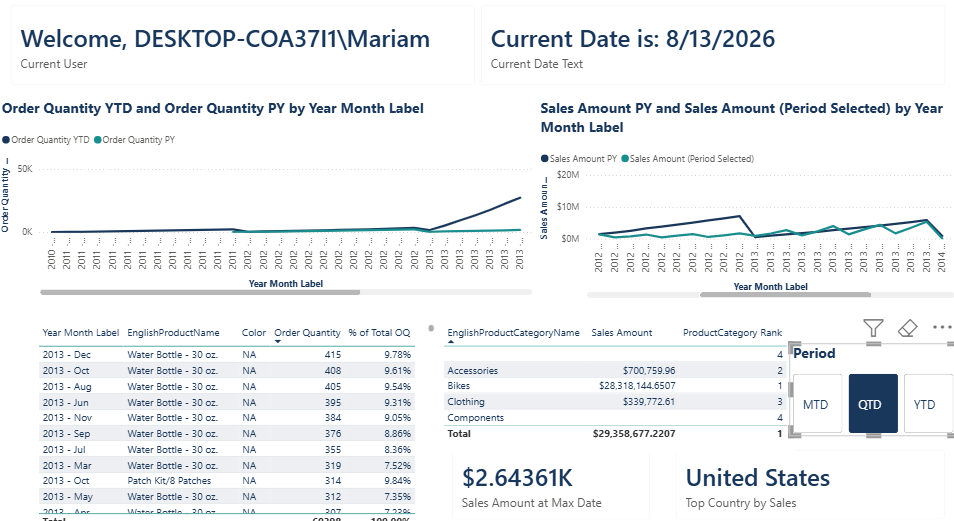 Welcome, DESKTOP-COA37I1\Mariam
Current User
Current Date is: 8/13/2026
Current Date Text
Order Quantity YTD and Order Quantity PY by Year Month Label
Order Quantity YTD Order Quantity PY
Order Quantity ...
50K
0K
2010 2011 2011 2011 2011 2011 2011 2011 2011 2011 2011 2011 2011 2012 2012 2012 2012 2012 2012 2012 2012 2012 2012 2012 2012 2013 2013 2013 2013 2013 2013 2013
Year Month Label
Sales Amount PY and Sales Amount (Period Selected) by Year
Month Label
Sales Amount PY Sales Amount (Period Selected)
Sales Amoun...
$20M
$10M
$0M
2012 2012 2012 2012 2012 2012 2012 2012 2012 2012 2013 2013 2013 2013 2013 2013 2013 2013 2013 2013 2013 2013 2014
Year Month Label
Year Month Label EnglishProductName Color Order Quantity % of Total OQ
2013 - Dec Water Bottle - 30 oz. NA 415 9.78%
2013 - Oct Water Bottle - 30 oz. NA 408 9.61%
2013 - Aug Water Bottle - 30 oz. NA 405 9.54%
2013 - Jun Water Bottle - 30 oz. NA 395 9.31%
2013 - Nov Water Bottle - 30 oz. NA 384 9.05%
2013 - Sep Water Bottle - 30 oz. NA 376 8.86%
2013 - Jul Water Bottle - 30 oz. NA 355 8.36%
2013 - Mar Water Bottle - 30 oz. NA 319 7.52%
2013 - Oct Patch Kit/8 Patches NA 314 9.84%
2013 - May Water Bottle - 30 oz. NA 312 7.35%
2013 - Apr Water Bottle - 30 oz. NA 307 7.23%
Total 100.00%
EnglishProductCategoryName Sales Amount ProductCategory Rank
4
Accessories $700,759.96 2
Bikes $28,318,144.6507 1
Clothing $339,772.61 3
Components 4
Total $29,358,677.2207 1
Period
MTD
QTD
YTD
$2.64361K
Sales Amount at Max Date
United States
Top Country by Sales